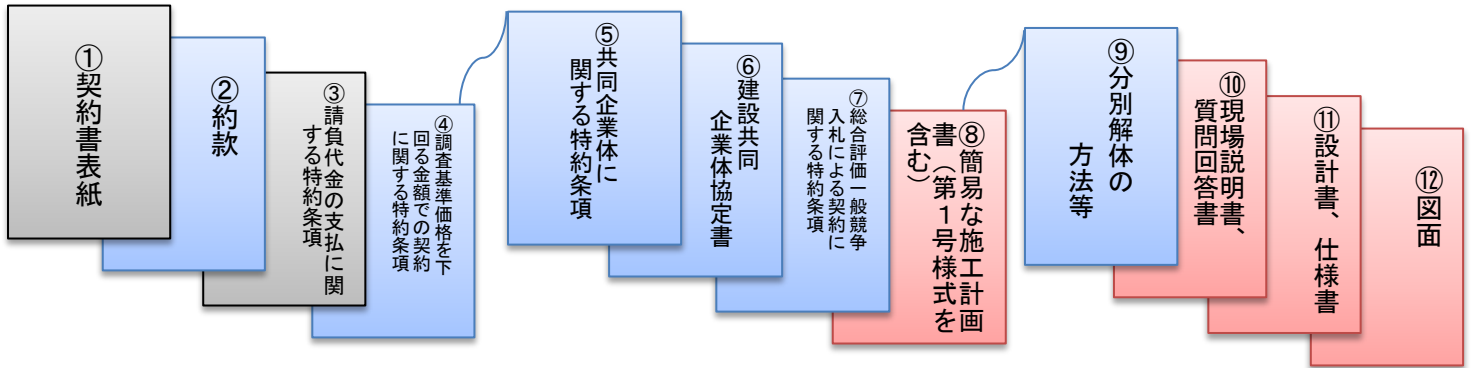 ①契約書表紙
②約款
③請負代金の支払に関
する特約条項
④調査基準価格を下
回る金額での契約
に関する特約条項
⑤共同企業体に
関する特約条項
⑥建設共同
企業体協定書
⑦総合評価一般競争
入札による契約に
関する特約条項
⑧簡易な施工計画
書（第１号様式を
含む）
⑨分別解体の
方法等
⑩現場説明書、
質問回答書
⑪設計書、仕様書
⑫図面